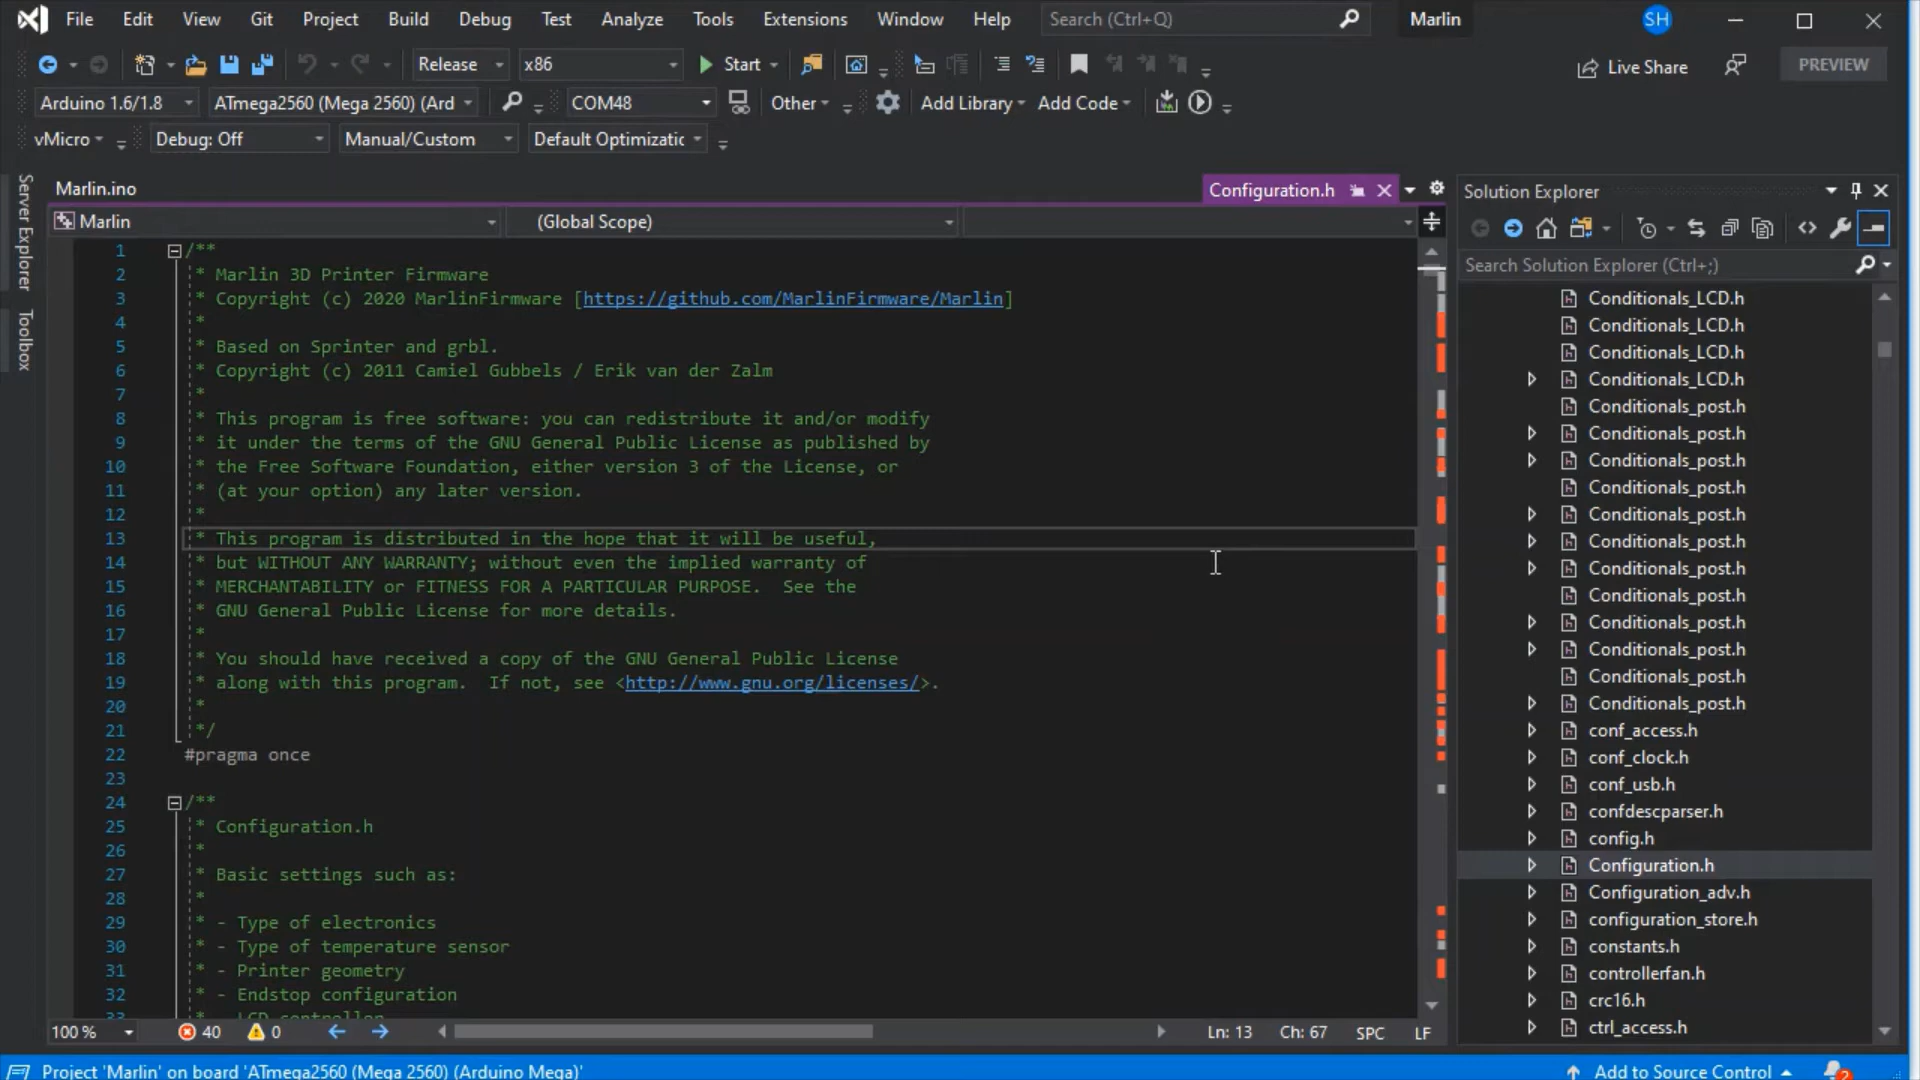 File Edit View Git Project Build Debug Test Analyze Tools Extensions Window Help Search (Ctrl+Q) Marlin SH
Release x86 Start Live Share PREVIEW
Arduino 1.6/1.8 ATmega2560 (Mega 2560) (Ard COM48 Other Add Library Add Code
vMicro Debug: Off Manual/Custom Default Optimizatic
Server Explorer
Toolbox
Marlin.ino Configuration.h
Marlin (Global Scope)
1 /**
2 * Marlin 3D Printer Firmware
3 * Copyright (c) 2020 MarlinFirmware [https://github.com/MarlinFirmware/Marlin]
4 *
5 * Based on Sprinter and grbl.
6 * Copyright (c) 2011 Camiel Gubbels / Erik van der Zalm
7 *
8 * This program is free software: you can redistribute it and/or modify
9 * it under the terms of the GNU General Public License as published by
10 * the Free Software Foundation, either version 3 of the License, or
11 * (at your option) any later version.
12 *
13 * This program is distributed in the hope that it will be useful,
14 * but WITHOUT ANY WARRANTY; without even the implied warranty of
15 * MERCHANTABILITY or FITNESS FOR A PARTICULAR PURPOSE.  See the
16 * GNU General Public License for more details.
17 *
18 * You should have received a copy of the GNU General Public License
19 * along with this program.  If not, see <http://www.gnu.org/licenses/>.
20 *
21 */
22 #pragma once
23
24 /**
25 * Configuration.h
26 *
27 * Basic settings such as:
28 *
29 * - Type of electronics
30 * - Type of temperature sensor
31 * - Printer geometry
32 * - Endstop configuration
33 * - LCD controller
100 % 40 0 Ln: 13 Ch: 67 SPC LF
Solution Explorer
Search Solution Explorer (Ctrl+;)
Conditionals_LCD.h
Conditionals_LCD.h
Conditionals_LCD.h
Conditionals_LCD.h
Conditionals_post.h
Conditionals_post.h
Conditionals_post.h
Conditionals_post.h
Conditionals_post.h
Conditionals_post.h
Conditionals_post.h
Conditionals_post.h
Conditionals_post.h
Conditionals_post.h
Conditionals_post.h
Conditionals_post.h
conf_access.h
conf_clock.h
conf_usb.h
confdescparser.h
config.h
Configuration.h
Configuration_adv.h
configuration_store.h
constants.h
controllerfan.h
crc16.h
ctrl_access.h
Project 'Marlin' on board 'ATmega2560 (Mega 2560) (Arduino Mega)' Add to Source Control 2